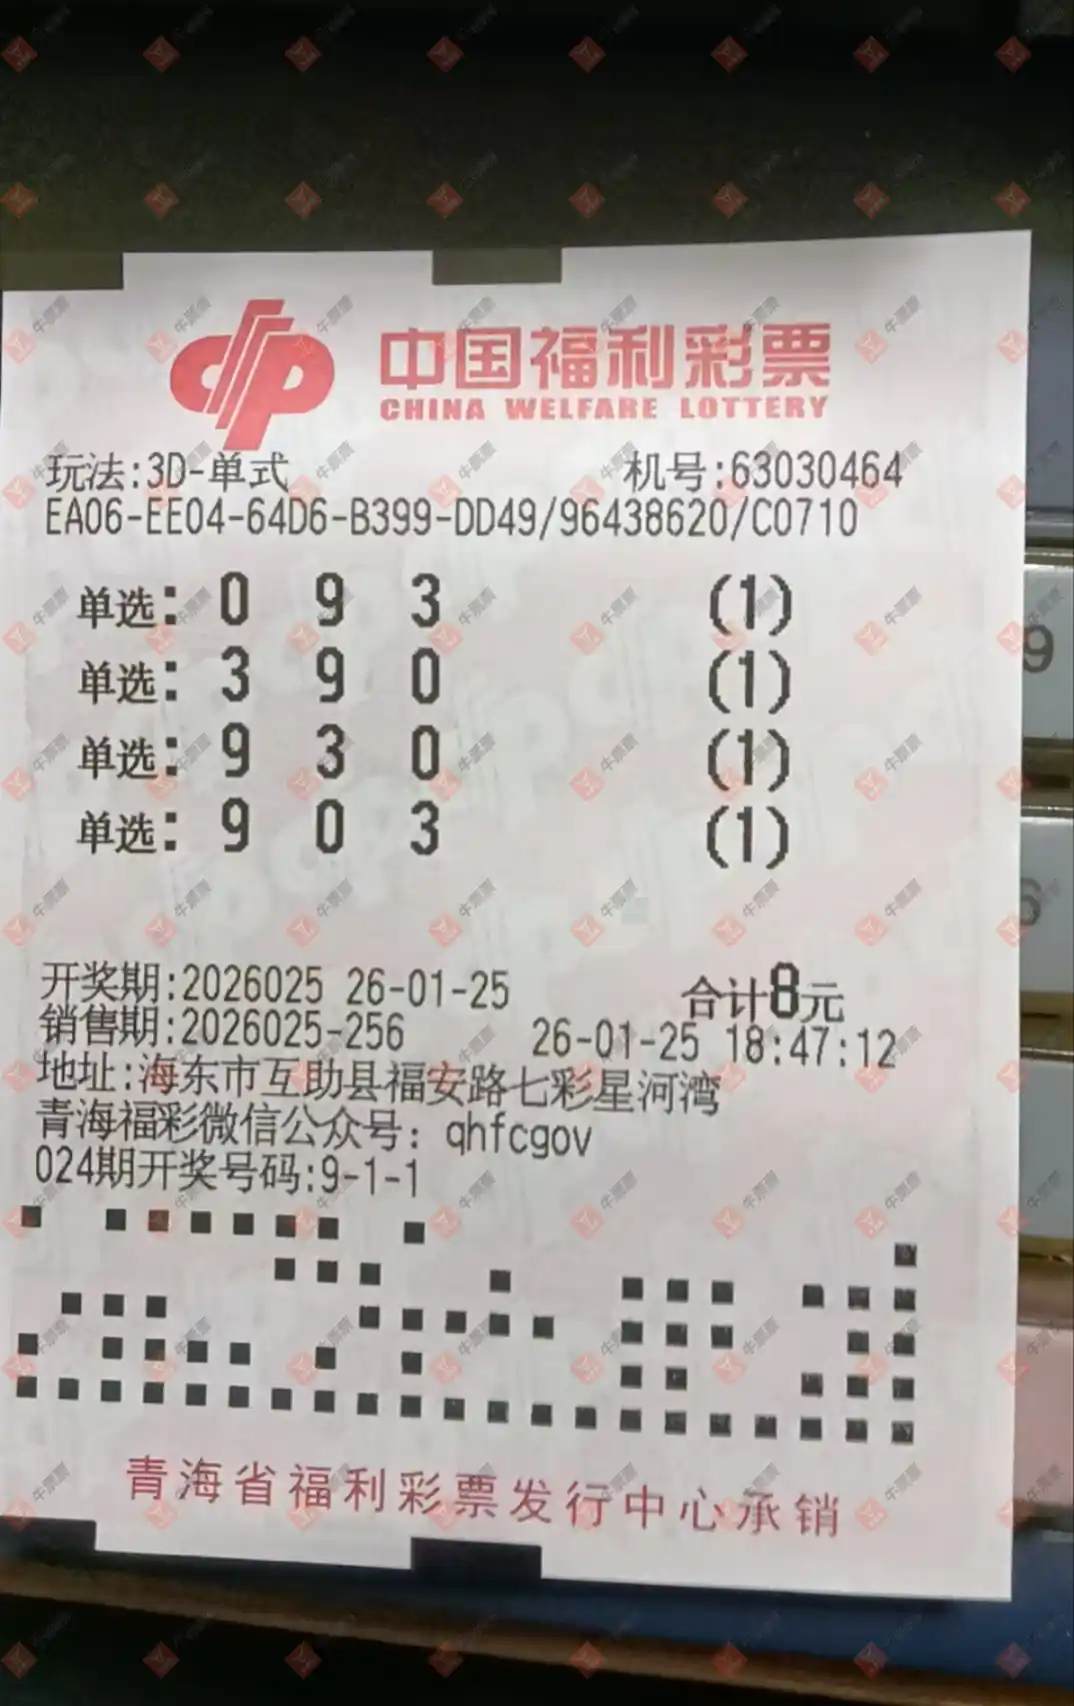 中国福利彩票
CHINA WELFARE LOTTERY
玩法:3D-单式 机号:63030464
EA06-EE04-64D6-B399-DD49/96438620/C0710
单选: 0 9 3 (1)
单选: 3 9 0 (1)
单选: 9 3 0 (1)
单选: 9 0 3 (1)
开奖期:2026025 26-01-25 合计8元
销售期:2026025-256 26-01-25 18:47:12
地址:海东市互助县福安路七彩星河湾
青海福彩微信公众号: qhfcgov
024期开奖号码:9-1-1
青海省福利彩票发行中心承销
9
6